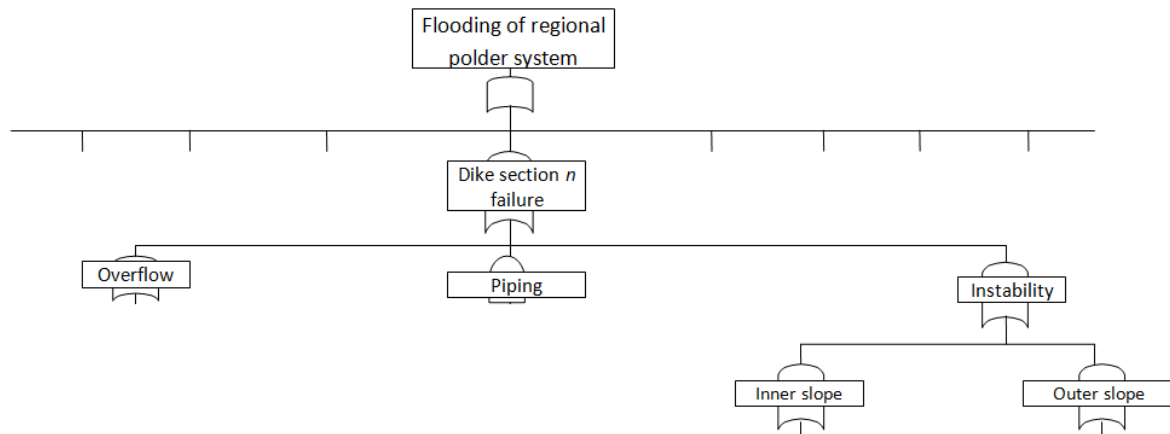 Flooding of regional
polder system
Dike section n
failure
Overflow
Piping
Instability
Inner slope
Outer slope